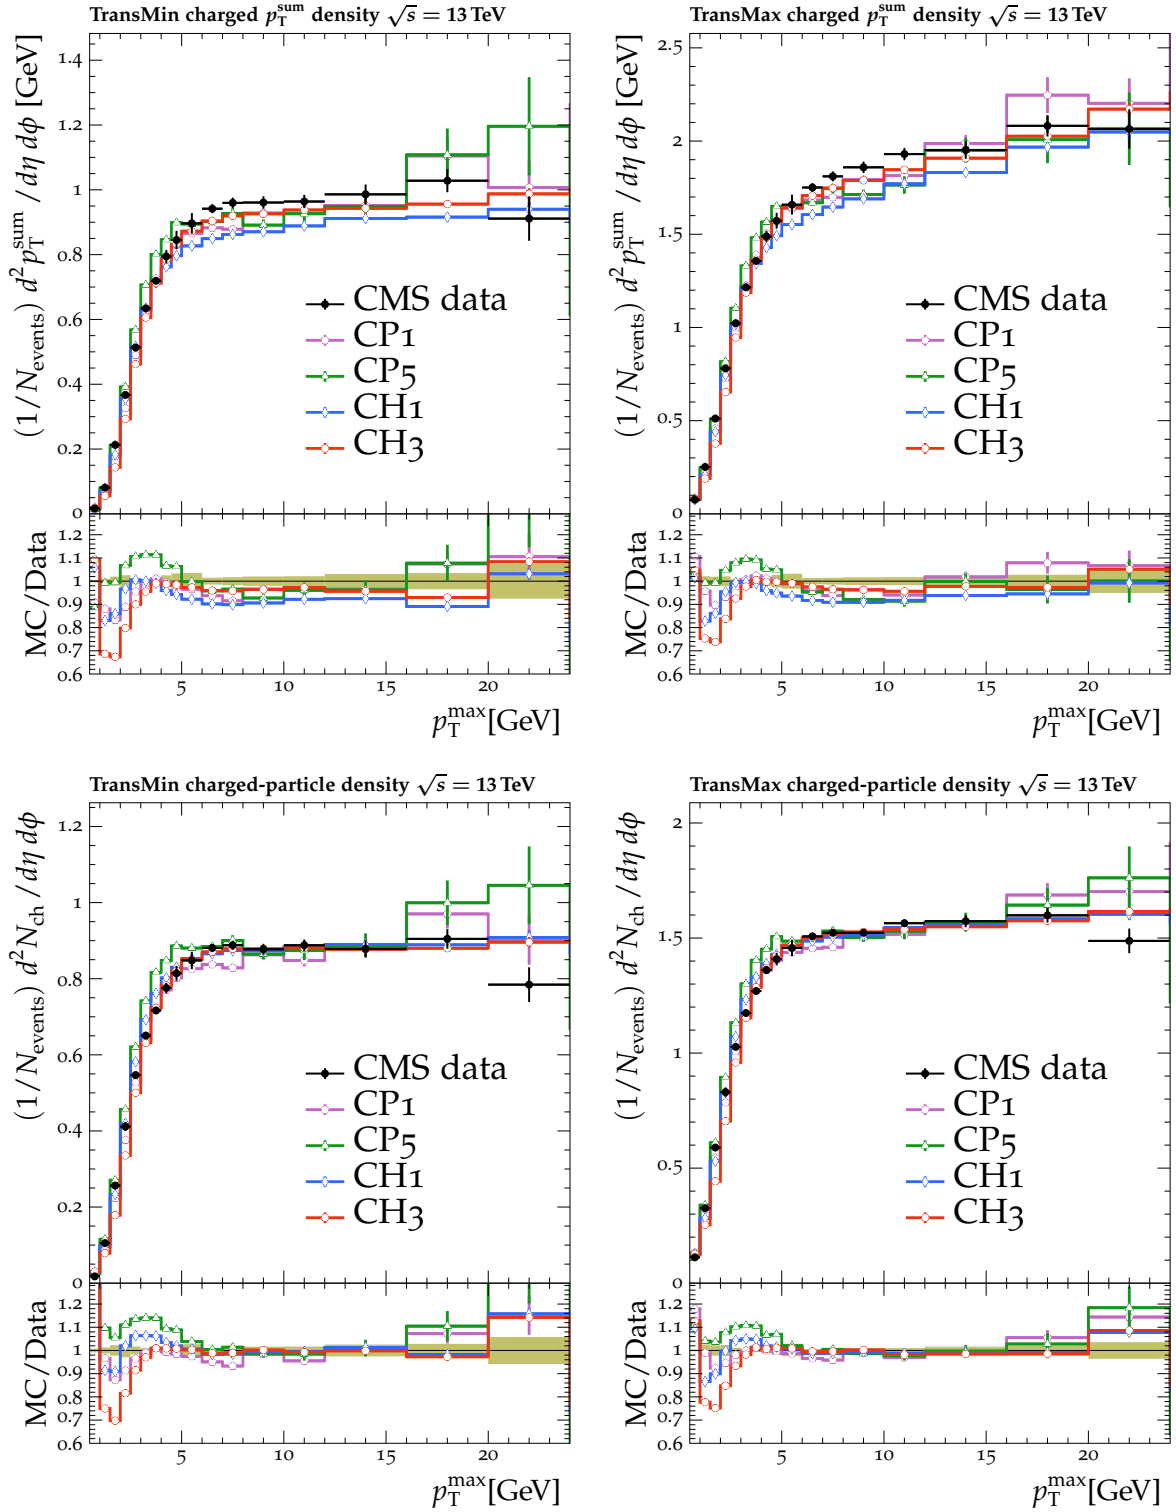 TransMin charged p_T^sum density √s = 13 TeV
(1/N_events) d²p_T^sum/dη dϕ [GeV]
1.4
1.2
1
0.8
0.6
0.4
0.2
0
CMS data
CP1
CP5
CH1
CH3
MC/Data
1.2
1.1
1
0.9
0.8
0.7
0.6
5
10
15
20
p_T^max[GeV]
TransMax charged p_T^sum density √s = 13 TeV
(1/N_events) d²p_T^sum/dη dϕ [GeV]
2.5
2
1.5
1
0.5
0
CMS data
CP1
CP5
CH1
CH3
MC/Data
1.2
1.1
1
0.9
0.8
0.7
0.6
5
10
15
20
p_T^max[GeV]
TransMin charged-particle density √s = 13 TeV
(1/N_events) d²N_ch/dη dϕ
1.2
1
0.8
0.6
0.4
0.2
0
CMS data
CP1
CP5
CH1
CH3
MC/Data
1.2
1.1
1
0.9
0.8
0.7
0.6
5
10
15
20
p_T^max[GeV]
TransMax charged-particle density √s = 13 TeV
(1/N_events) d²N_ch/dη dϕ
2
1.5
1
0.5
0
CMS data
CP1
CP5
CH1
CH3
MC/Data
1.2
1.1
1
0.9
0.8
0.7
0.6
5
10
15
20
p_T^max[GeV]